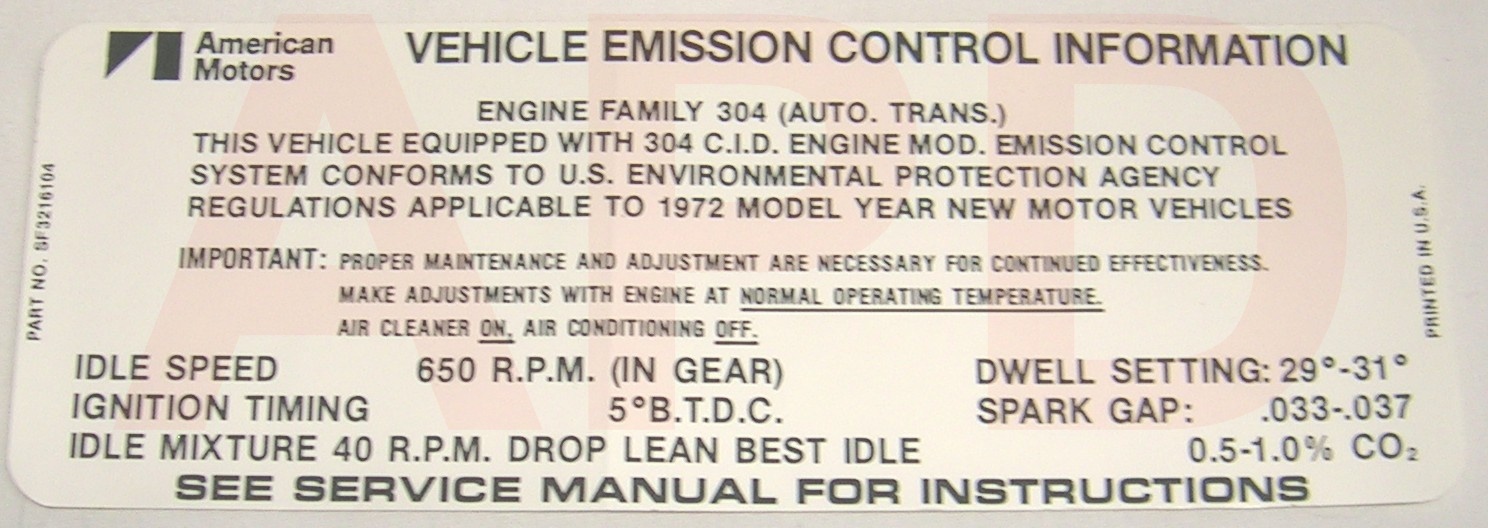 American
Motors
VEHICLE EMISSION CONTROL INFORMATION
ENGINE FAMILY 304 (AUTO. TRANS.)
THIS VEHICLE EQUIPPED WITH 304 C.I.D. ENGINE MOD. EMISSION CONTROL
SYSTEM CONFORMS TO U.S. ENVIRONMENTAL PROTECTION AGENCY
REGULATIONS APPLICABLE TO 1972 MODEL YEAR NEW MOTOR VEHICLES
IMPORTANT: PROPER MAINTENANCE AND ADJUSTMENT ARE NECESSARY FOR CONTINUED EFFECTIVENESS.
MAKE ADJUSTMENTS WITH ENGINE AT NORMAL OPERATING TEMPERATURE.
AIR CLEANER ON, AIR CONDITIONING OFF.
IDLE SPEED 650 R.P.M. (IN GEAR) DWELL SETTING: 29°-31°
IGNITION TIMING 5°B.T.D.C. SPARK GAP: .033-.037
IDLE MIXTURE 40 R.P.M. DROP LEAN BEST IDLE 0.5-1.0% CO₂
SEE SERVICE MANUAL FOR INSTRUCTIONS
PART NO. SF3216104
PRINTED IN U.S.A.
APD